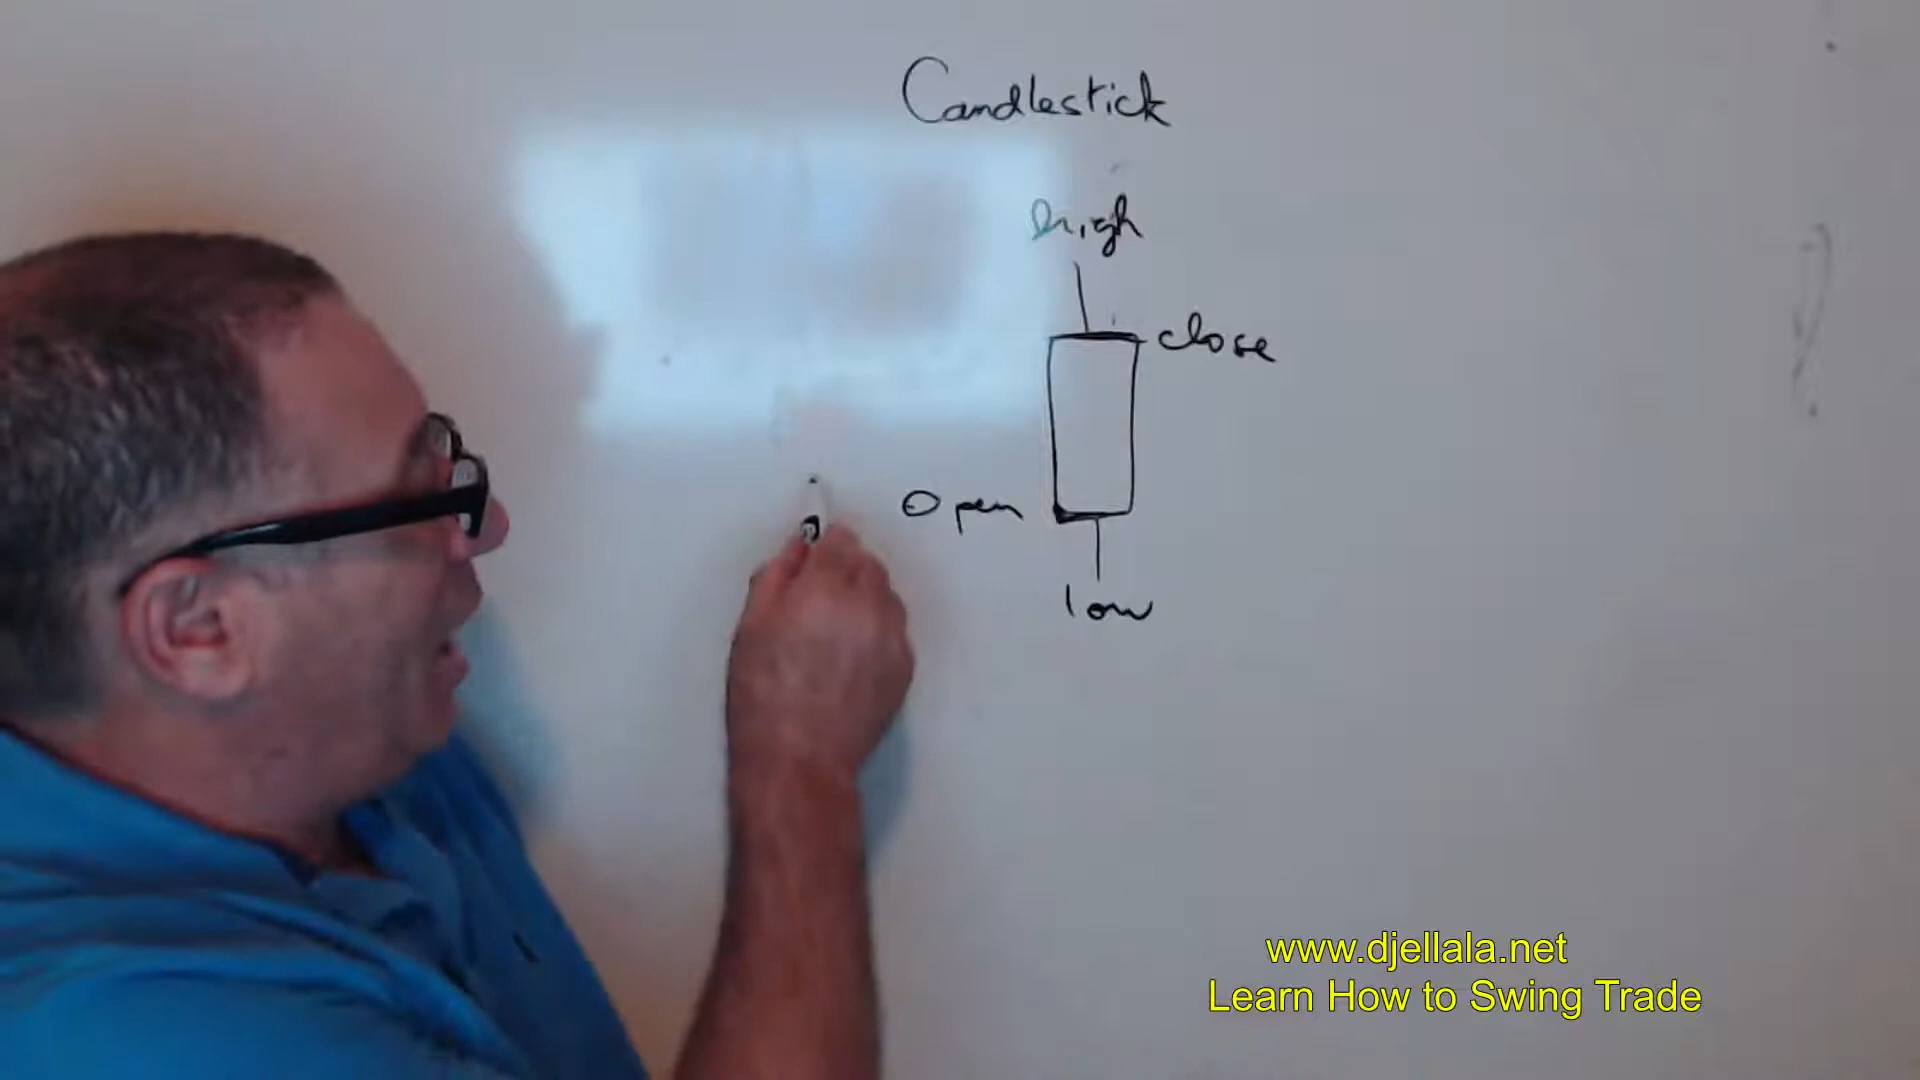 Candlestick
high
close
Open
low
www.djellala.net
Learn How to Swing Trade